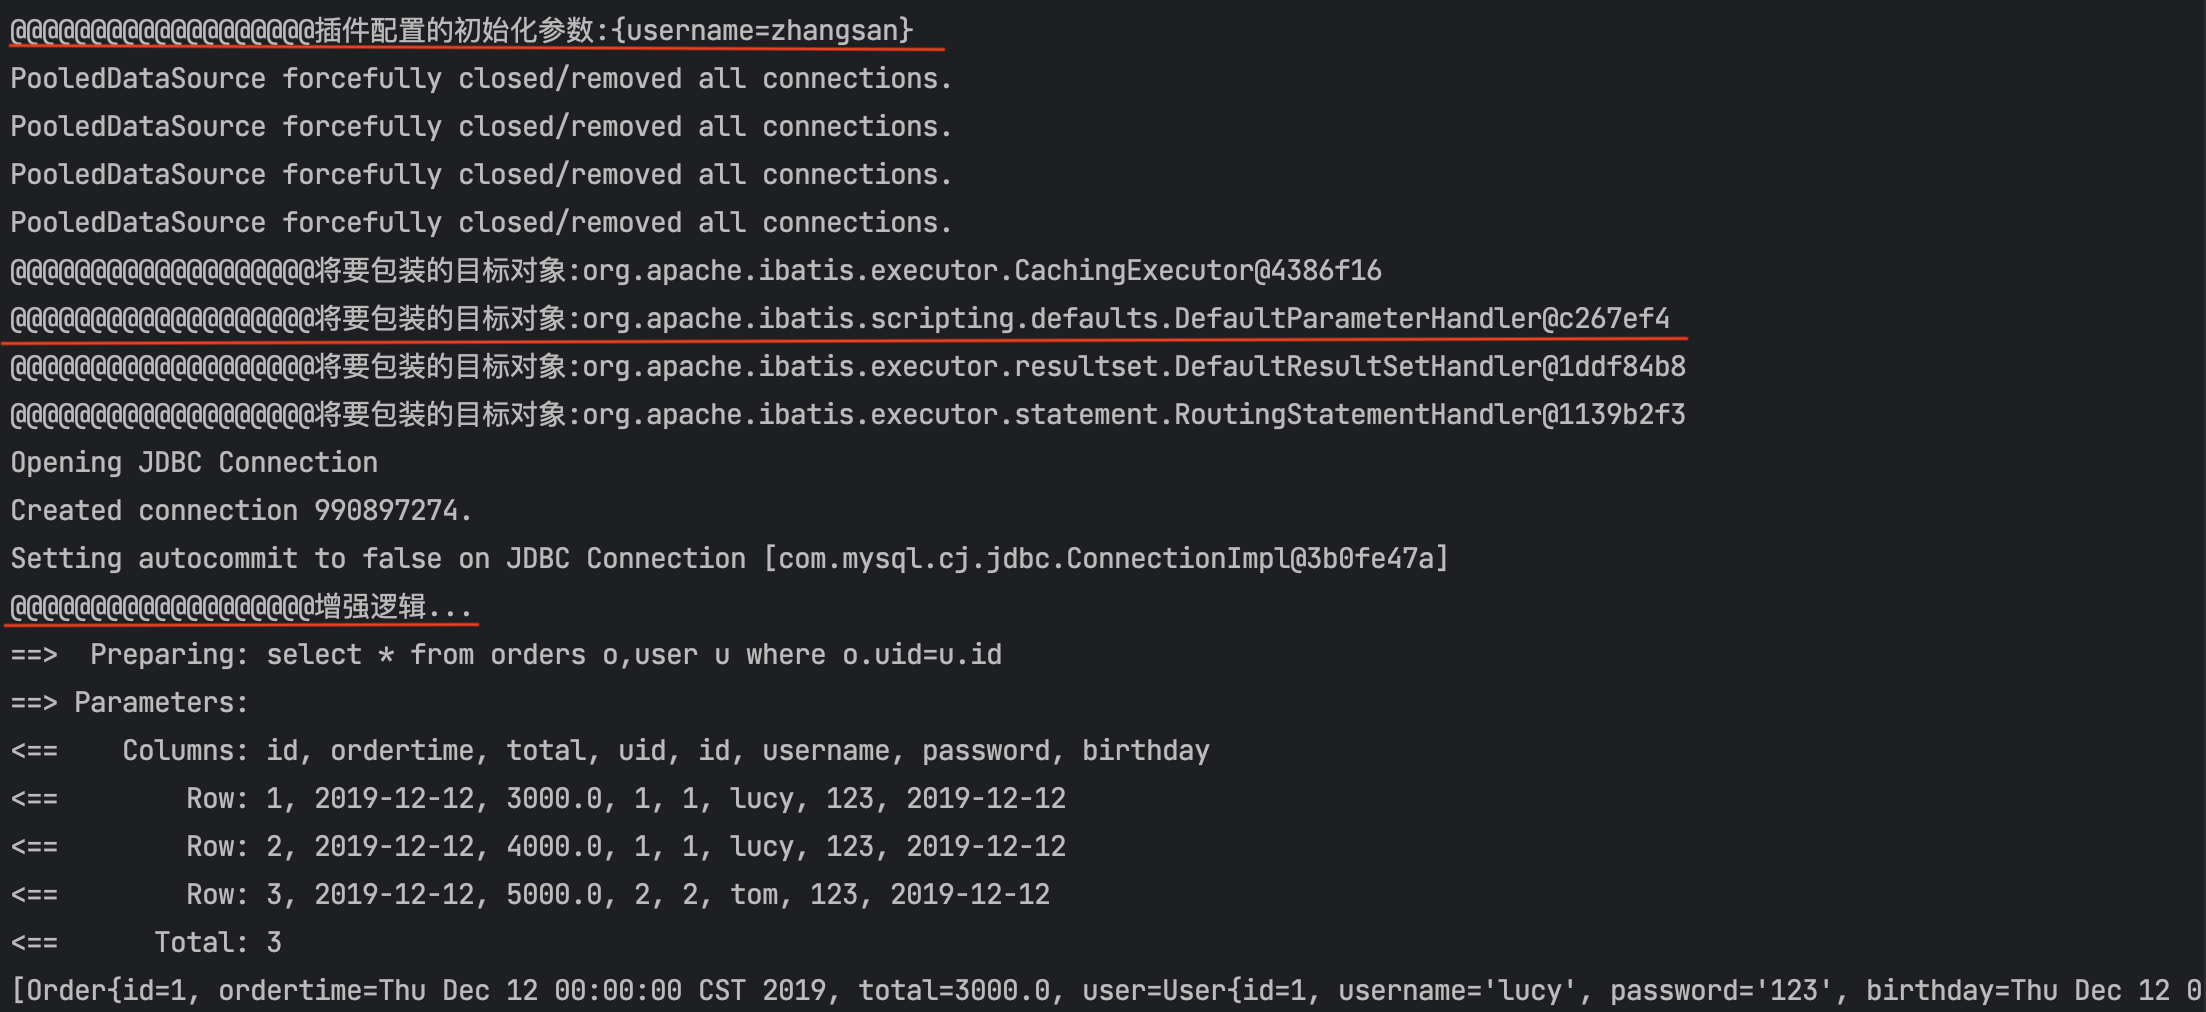 @@@@@@@@@@@@@@@@@@@插件配置的初始化参数:{username=zhangsan}
PooledDataSource forcefully closed/removed all connections.
PooledDataSource forcefully closed/removed all connections.
PooledDataSource forcefully closed/removed all connections.
PooledDataSource forcefully closed/removed all connections.
@@@@@@@@@@@@@@@@@@@将要包装的目标对象:org.apache.ibatis.executor.CachingExecutor@4386f16
@@@@@@@@@@@@@@@@@@@将要包装的目标对象:org.apache.ibatis.scripting.defaults.DefaultParameterHandler@c267ef4
@@@@@@@@@@@@@@@@@@@将要包装的目标对象:org.apache.ibatis.executor.resultset.DefaultResultSetHandler@1ddf84b8
@@@@@@@@@@@@@@@@@@@将要包装的目标对象:org.apache.ibatis.executor.statement.RoutingStatementHandler@1139b2f3
Opening JDBC Connection
Created connection 990897274.
Setting autocommit to false on JDBC Connection [com.mysql.cj.jdbc.ConnectionImpl@3b0fe47a]
@@@@@@@@@@@@@@@@@@@增强逻辑...
==>  Preparing: select * from orders o,user u where o.uid=u.id
==> Parameters:
<==    Columns: id, ordertime, total, uid, id, username, password, birthday
<==        Row: 1, 2019-12-12, 3000.0, 1, 1, lucy, 123, 2019-12-12
<==        Row: 2, 2019-12-12, 4000.0, 1, 1, lucy, 123, 2019-12-12
<==        Row: 3, 2019-12-12, 5000.0, 2, 2, tom, 123, 2019-12-12
<==      Total: 3
[Order{id=1, ordertime=Thu Dec 12 00:00:00 CST 2019, total=3000.0, user=User{id=1, username='lucy', password='123', birthday=Thu Dec 12 0